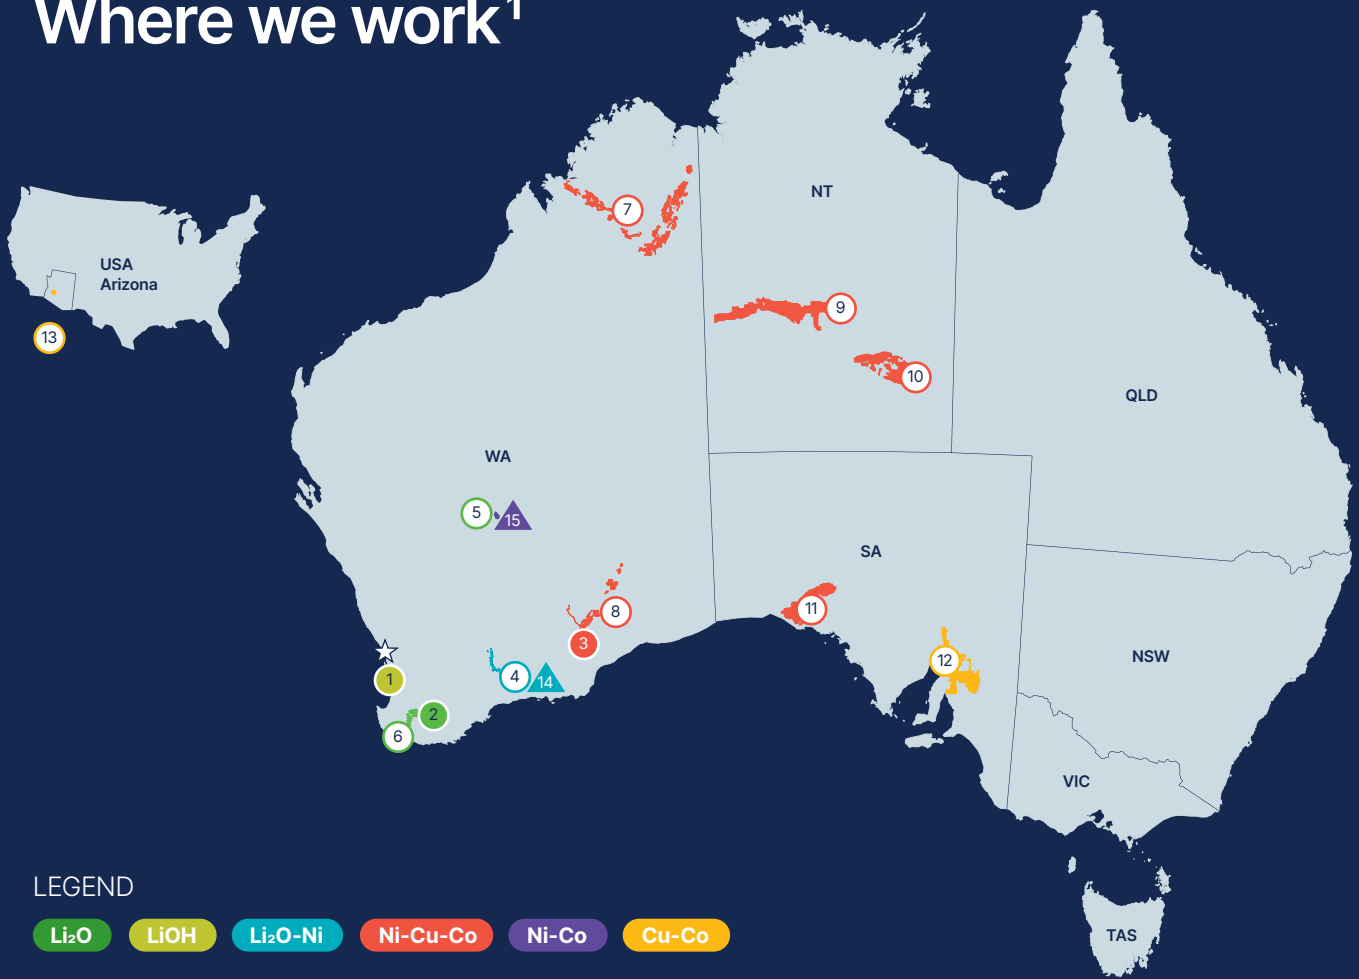 Where we work¹
NT
7
USA
Arizona
9
13
10
QLD
WA
5
15
SA
8
11
3
12
NSW
4
14
1
2
6
VIC
LEGEND
Li₂O
LiOH
Li₂O-Ni
Ni-Cu-Co
Ni-Co
Cu-Co
TAS